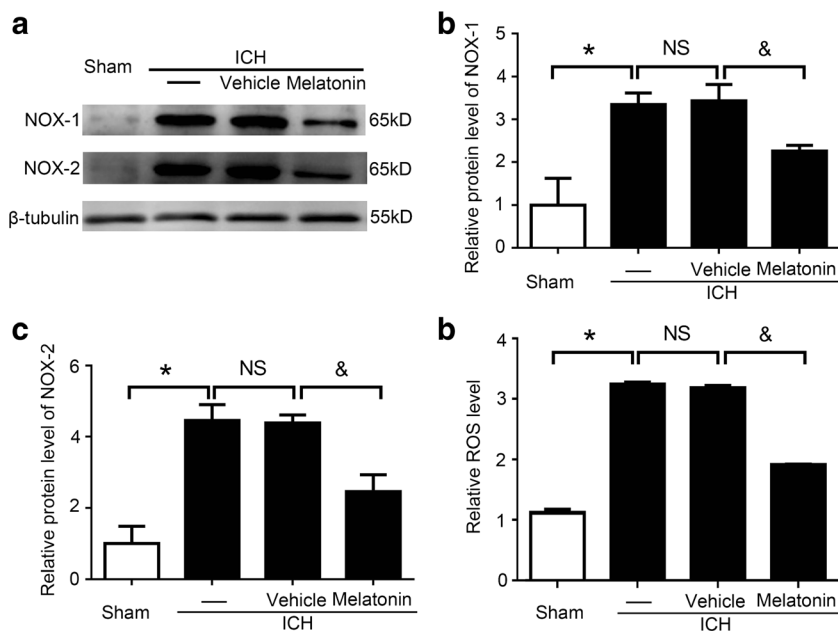 a
Sham
ICH
— Vehicle Melatonin
NOX-1 65kD
NOX-2 65kD
β-tubulin 55kD
b
Relative protein level of NOX-1
5
4
3
2
1
0
* NS &
Sham — Vehicle Melatonin
ICH
c
Relative protein level of NOX-2
6
4
2
0
* NS &
Sham — Vehicle Melatonin
ICH
b
Relative ROS level
4
3
2
1
0
* NS &
Sham — Vehicle Melatonin
ICH